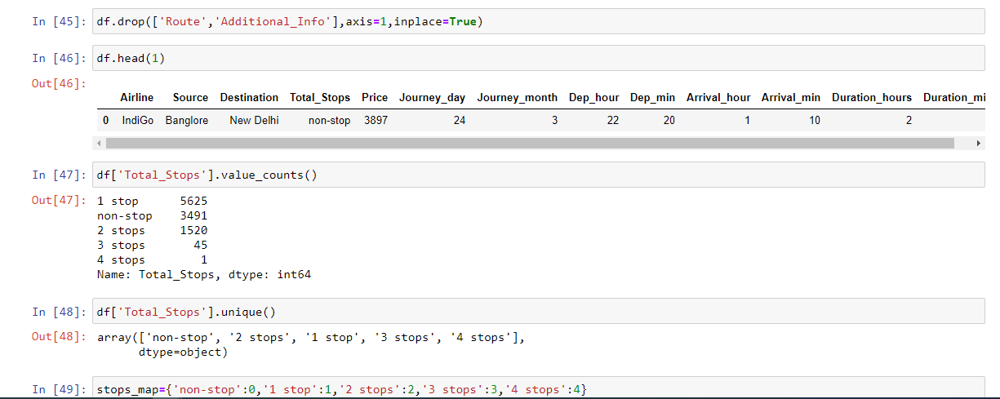 In [45]: df.drop(['Route','Additional_Info'],axis=1,inplace=True)
In [46]: df.head(1)
Out[46]:
Airline Source Destination Total_Stops Price Journey_day Journey_month Dep_hour Dep_min Arrival_hour Arrival_min Duration_hours Duration_mi
0 IndiGo Banglore New Delhi non-stop 3897 24 3 22 20 1 10 2
In [47]: df['Total_Stops'].value_counts()
Out[47]: 1 stop 5625
non-stop 3491
2 stops 1520
3 stops 45
4 stops 1
Name: Total_Stops, dtype: int64
In [48]: df['Total_Stops'].unique()
Out[48]: array(['non-stop', '2 stops', '1 stop', '3 stops', '4 stops'],
dtype=object)
In [49]: stops_map={'non-stop':0,'1 stop':1,'2 stops':2,'3 stops':3,'4 stops':4}